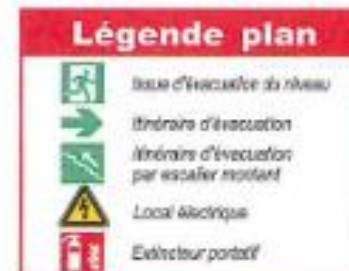 Légende plan
Issue d'évacuation du niveau
Itinéraire d'évacuation
Itinéraire d'évacuation
par escalier montant
Local électrique
Extincteur portatif